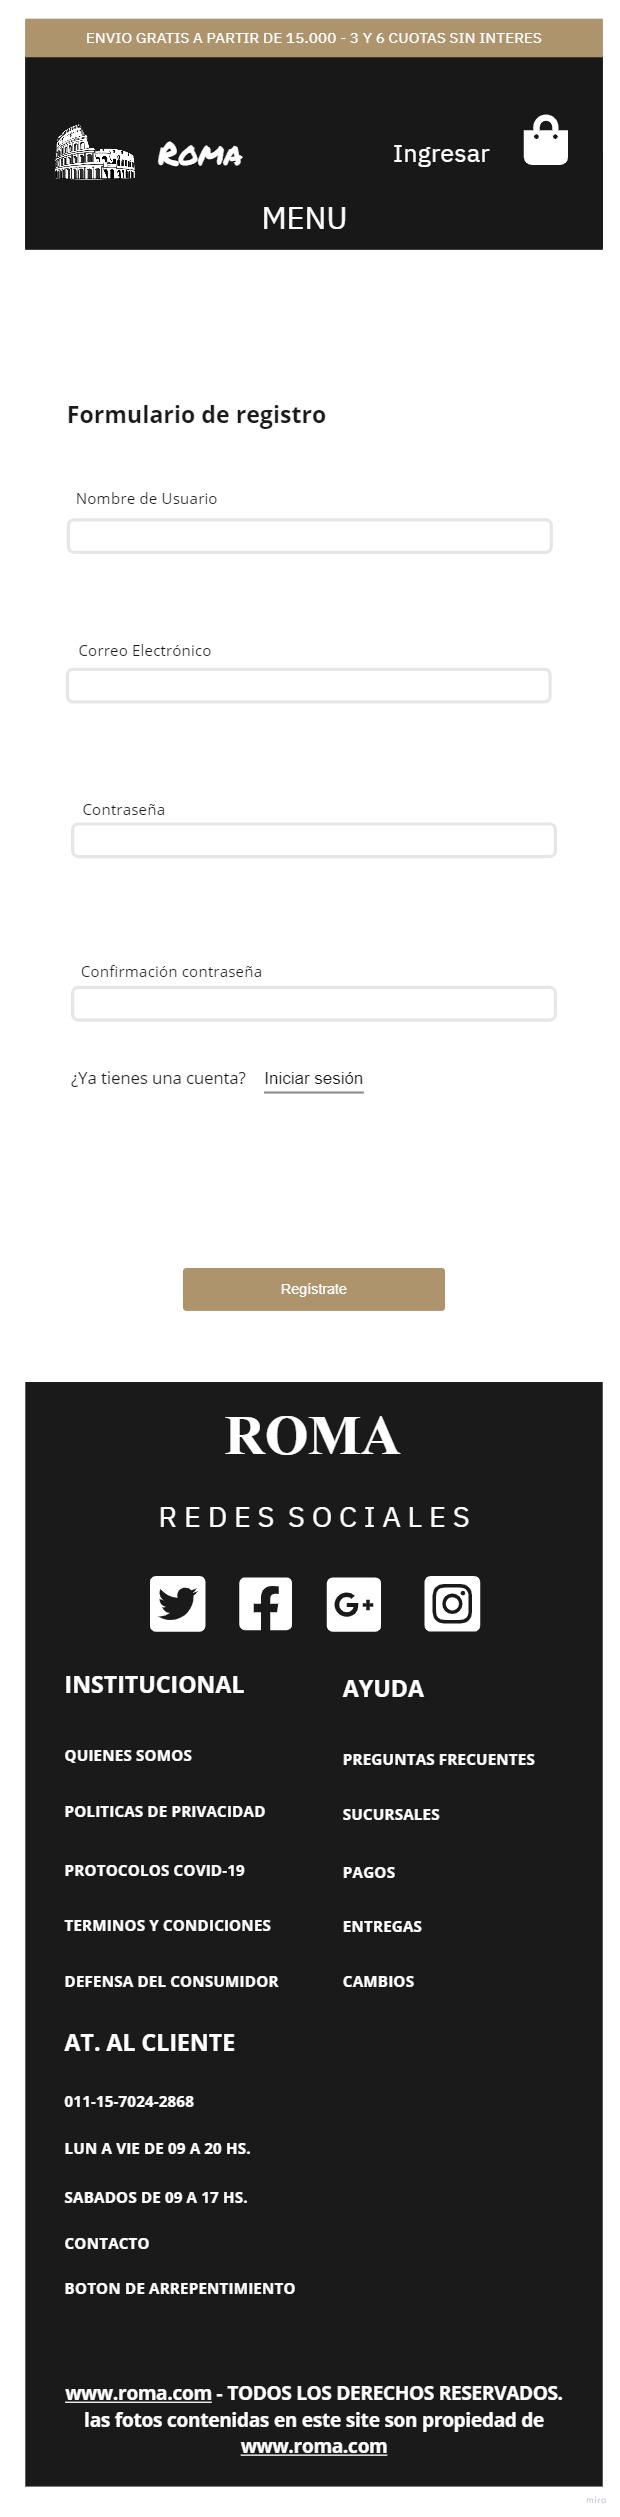 ENVIO GRATIS A PARTIR DE 15.000 - 3 Y 6 CUOTAS SIN INTERES
ROMA
Ingresar
MENU
Formulario de registro
Nombre de Usuario
Correo Electrónico
Contraseña
Confirmación contraseña
¿Ya tienes una cuenta? Iniciar sesión
Regístrate
ROMA
REDES SOCIALES
INSTITUCIONAL
QUIENES SOMOS
POLITICAS DE PRIVACIDAD
PROTOCOLOS COVID-19
TERMINOS Y CONDICIONES
DEFENSA DEL CONSUMIDOR
AYUDA
PREGUNTAS FRECUENTES
SUCURSALES
PAGOS
ENTREGAS
CAMBIOS
AT. AL CLIENTE
011-15-7024-2868
LUN A VIE DE 09 A 20 HS.
SABADOS DE 09 A 17 HS.
CONTACTO
BOTON DE ARREPENTIMIENTO
www.roma.com - TODOS LOS DERECHOS RESERVADOS.
las fotos contenidas en este site son propiedad de
www.roma.com
miro